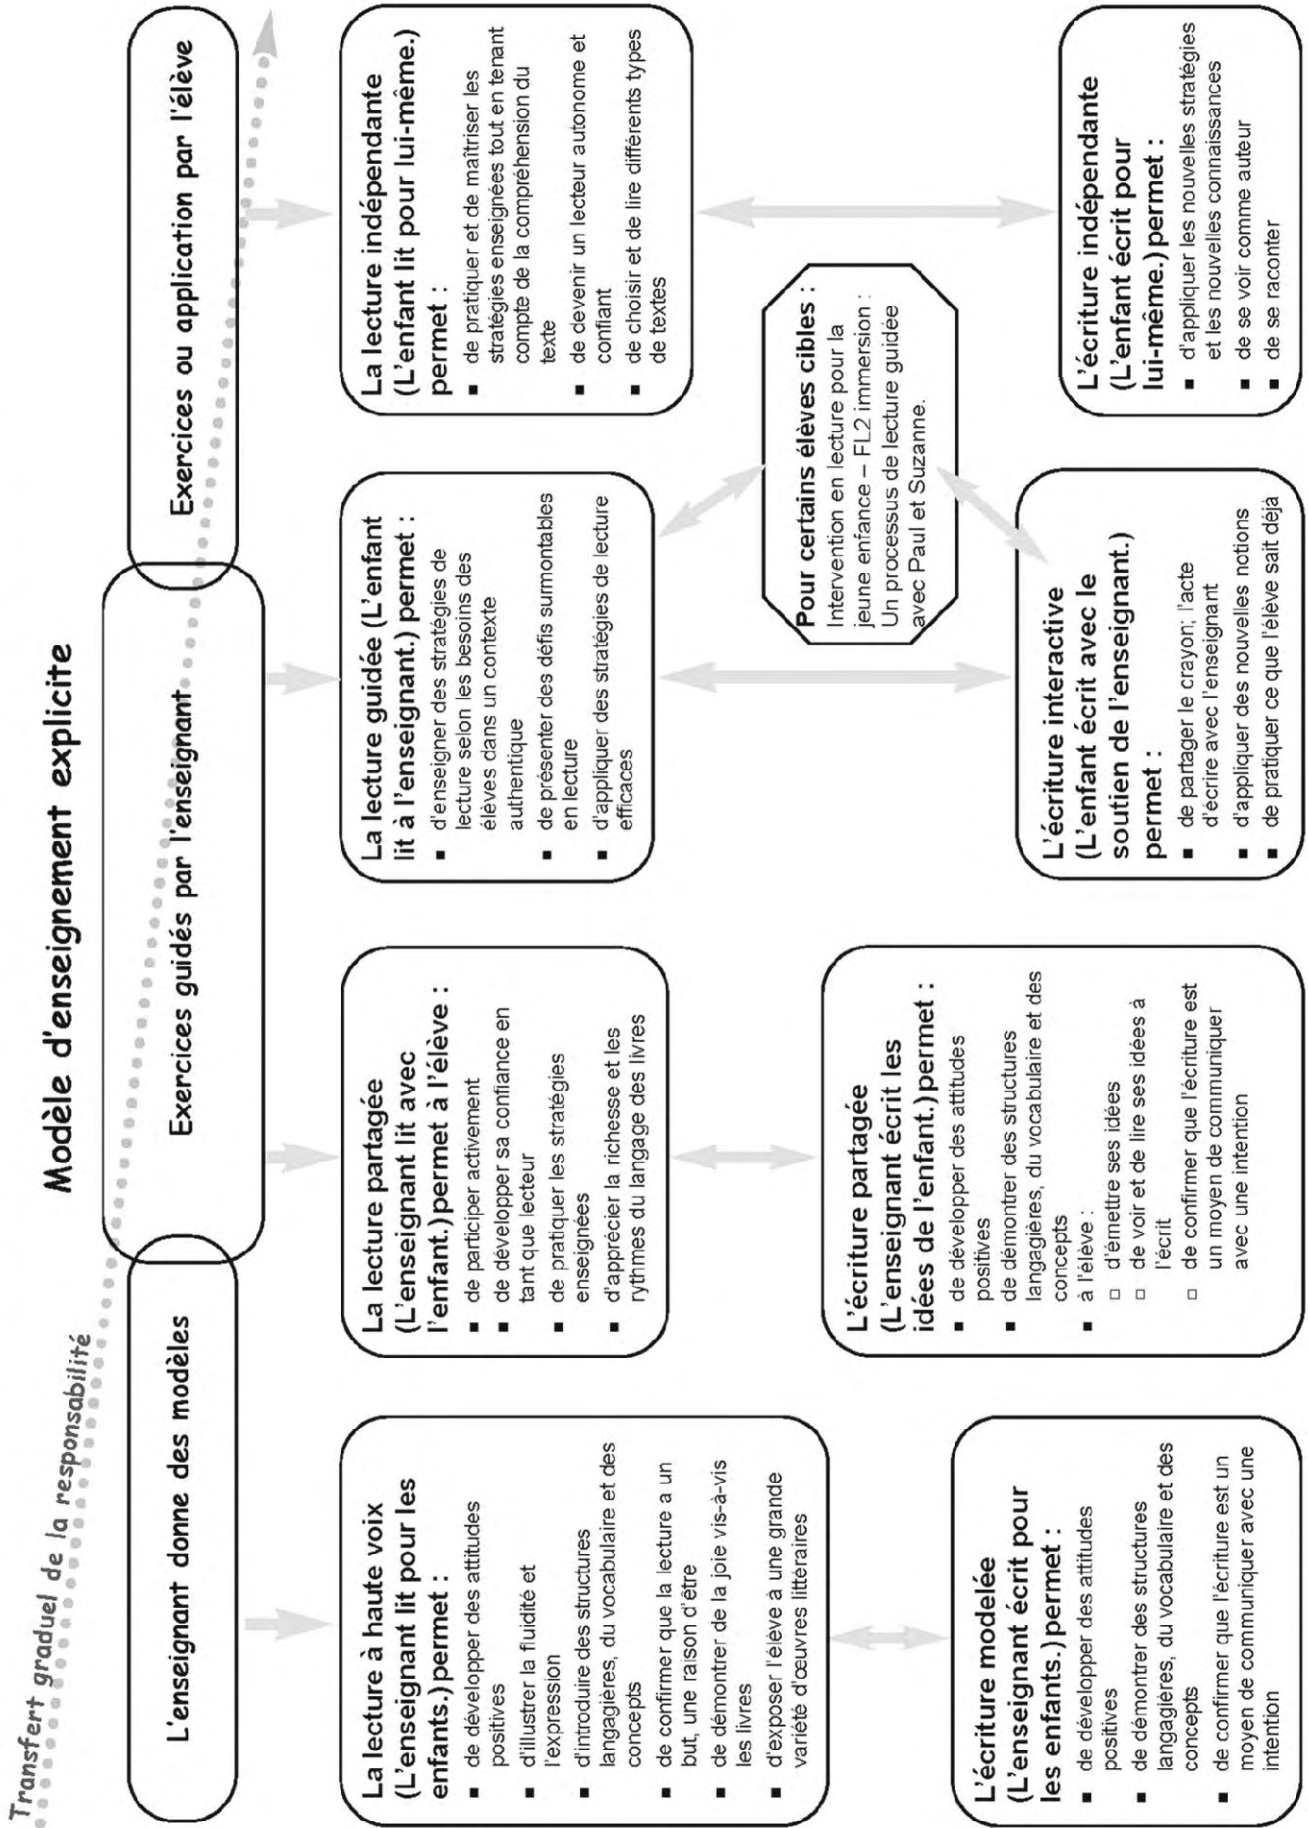 Modèle d'enseignement explicite
Transfert graduel de la responsabilité
L'enseignant donne des modèles
Exercices guidés par l'enseignant
Exercices ou application par l'élève
La lecture à haute voix
(L'enseignant lit pour les
enfants.)permet :
■ de développer des attitudes
positives
■ d'illustrer la fluidité et
l'expression
■ d'introduire des structures
langagières, du vocabulaire et des
concepts
■ de confirmer que la lecture a un
but, une raison d'être
■ de démontrer de la joie vis-à-vis
les livres
■ d'exposer l'élève à une grande
variété d'œuvres littéraires
La lecture partagée
(L'enseignant lit avec
l'enfant.)permet à l'élève :
■ de participer activement
■ de développer sa confiance en
tant que lecteur
■ de pratiquer les stratégies
enseignées
■ d'apprécier la richesse et les
rythmes du langage des livres
La lecture guidée (L'enfant
lit à l'enseignant.) permet :
■ d'enseigner des stratégies de
lecture selon les besoins des
élèves dans un contexte
authentique
■ de présenter des défis surmontables
en lecture
■ d'appliquer des stratégies de lecture
efficaces
La lecture indépendante
(L'enfant lit pour lui-même.)
permet :
■ de pratiquer et de maîtriser les
stratégies enseignées tout en tenant
compte de la compréhension du
texte
■ de devenir un lecteur autonome et
confiant
■ de choisir et de lire différents types
de textes
Pour certains élèves cibles :
Intervention en lecture pour la
jeune enfance – FL2 immersion :
Un processus de lecture guidée
avec Paul et Suzanne.
L'écriture modelée
(L'enseignant écrit pour
les enfants.)permet :
■ de développer des attitudes
positives
■ de démontrer des structures
langagières, du vocabulaire et des
concepts
■ de confirmer que l'écriture est un
moyen de communiquer avec une
intention
L'écriture partagée
(L'enseignant écrit les
idées de l'enfant.)permet :
■ de développer des attitudes
positives
■ de démontrer des structures
langagières, du vocabulaire et des
concepts
■ à l'élève :
□ d'émettre ses idées
□ de voir et de lire ses idées à
l'écrit
□ de confirmer que l'écriture est
un moyen de communiquer
avec une intention
L'écriture interactive
(L'enfant écrit avec le
soutien de l'enseignant.)
permet :
■ de partager le crayon; l'acte
d'écrire avec l'enseignant
■ d'appliquer des nouvelles notions
■ de pratiquer ce que l'élève sait déjà
L'écriture indépendante
(L'enfant écrit pour
lui-même.)permet :
■ d'appliquer les nouvelles stratégies
et les nouvelles connaissances
■ de se voir comme auteur
■ de se raconter